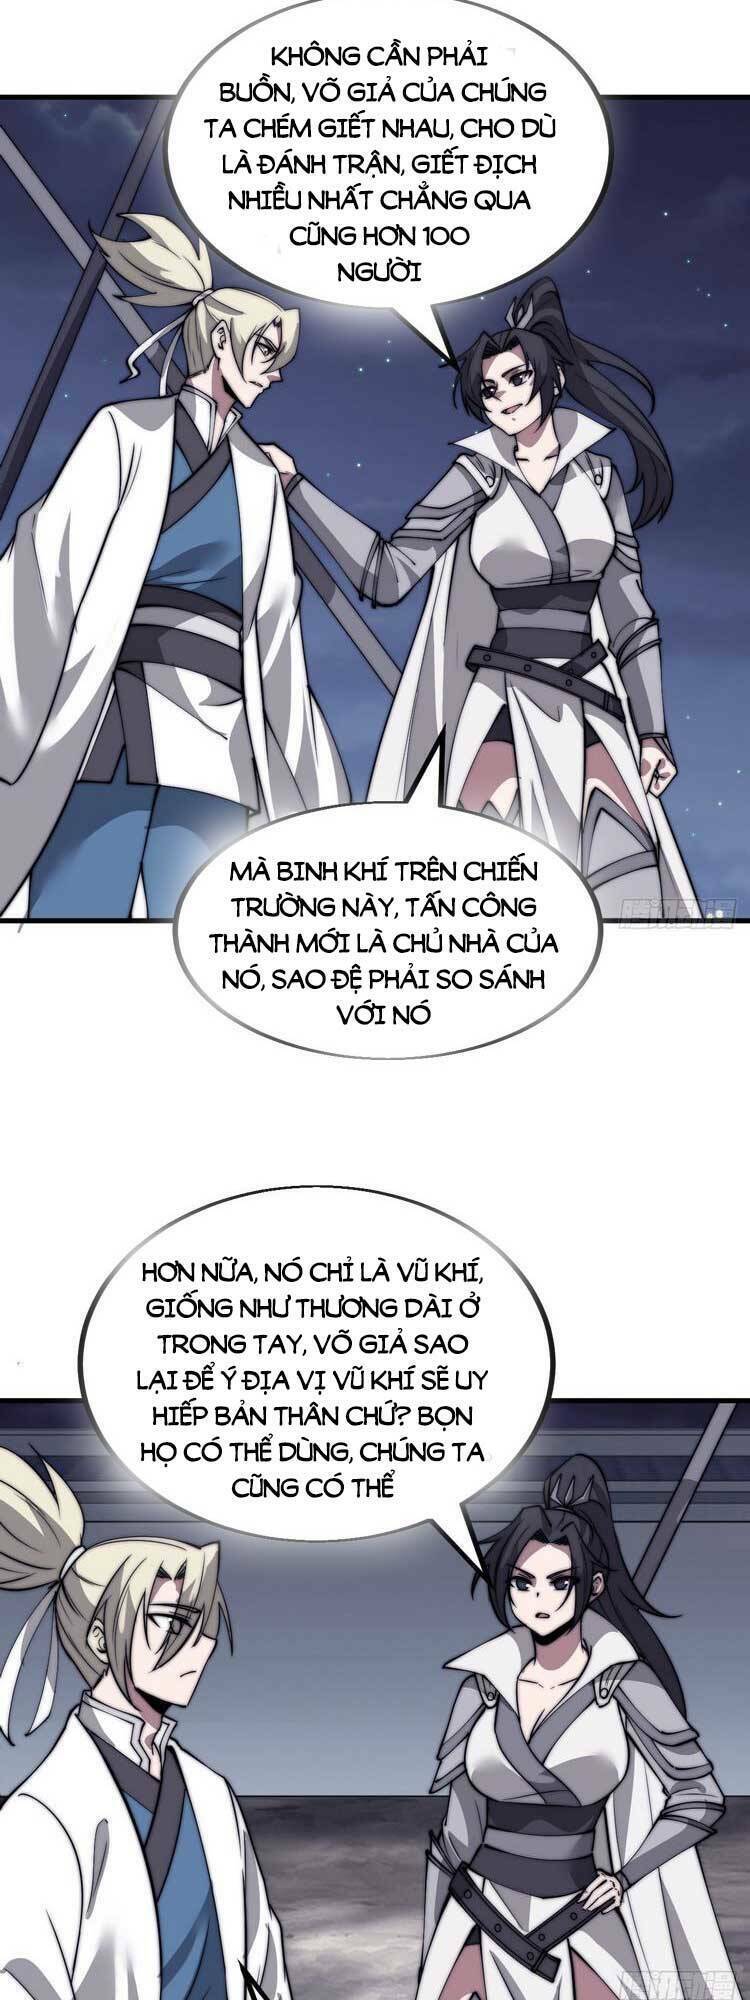 KHÔNG CẦN PHẢI
BUỒN, VÕ GIẢ CỦA CHÚNG
TA CHÉM GIẾT NHAU, CHO DÙ
LÀ ĐÁNH TRẬN, GIẾT ĐỊCH
NHIỀU NHẤT CHẲNG QUA
CŨNG HƠN 100
NGƯỜI
MÀ BINH KHÍ TRÊN CHIẾN
TRƯỜNG NÀY, TẤN CÔNG
THÀNH MỚI LÀ CHỦ NHÀ CỦA
NÓ, SAO ĐỆ PHẢI SO SÁNH
VỚI NÓ
HƠN NỮA, NÓ CHỈ LÀ VŨ KHÍ,
GIỐNG NHƯ THƯƠNG DÀI Ở
TRONG TAY, VÕ GIẢ SAO
LẠI ĐỂ Ý ĐỊA VỊ VŨ KHÍ SẼ UY
HIẾP BẢN THÂN CHỨ? BỌN
HỌ CÓ THỂ DÙNG, CHÚNG TA
CŨNG CÓ THỂ